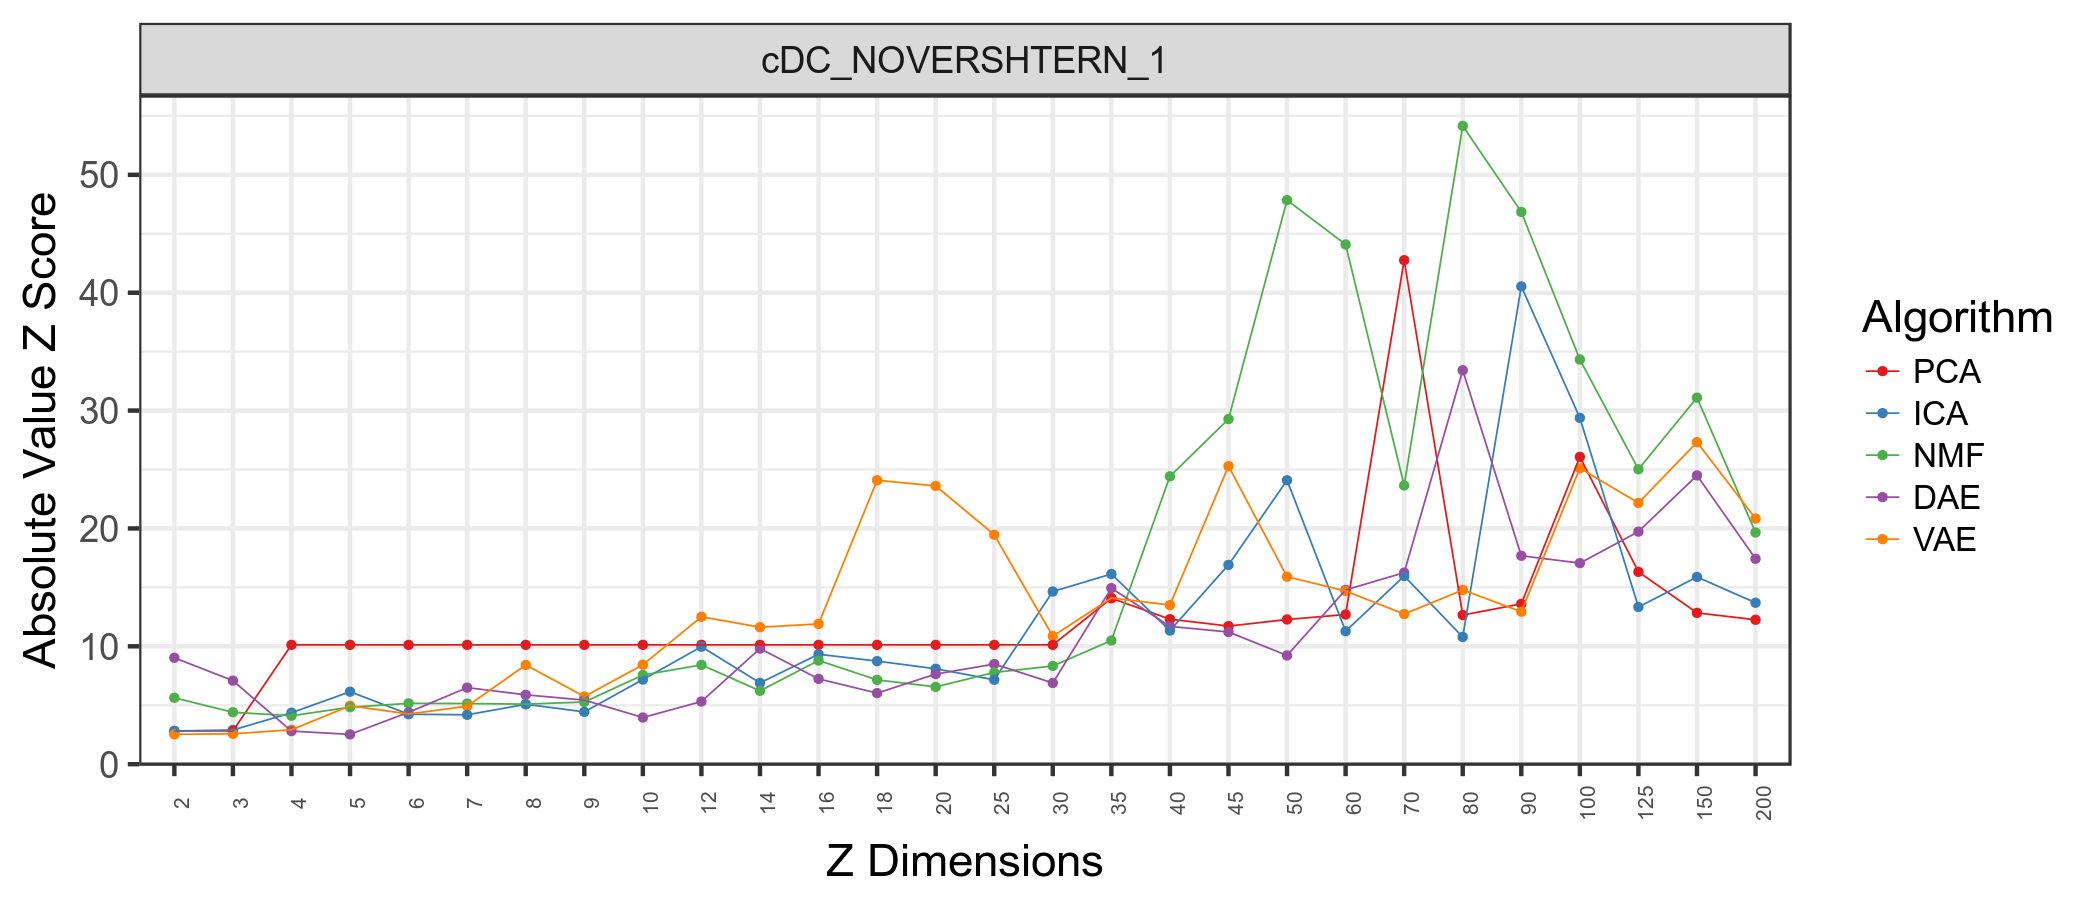 cDC_NOVERSHTERN_1
Absolute Value Z Score
50
40
30
20
10
0
2 3 4 5 6 7 8 9 10 12 14 16 18 20 25 30 35 40 45 50 60 70 80 90 100 125 150 200
Z Dimensions
Algorithm
PCA
ICA
NMF
DAE
VAE